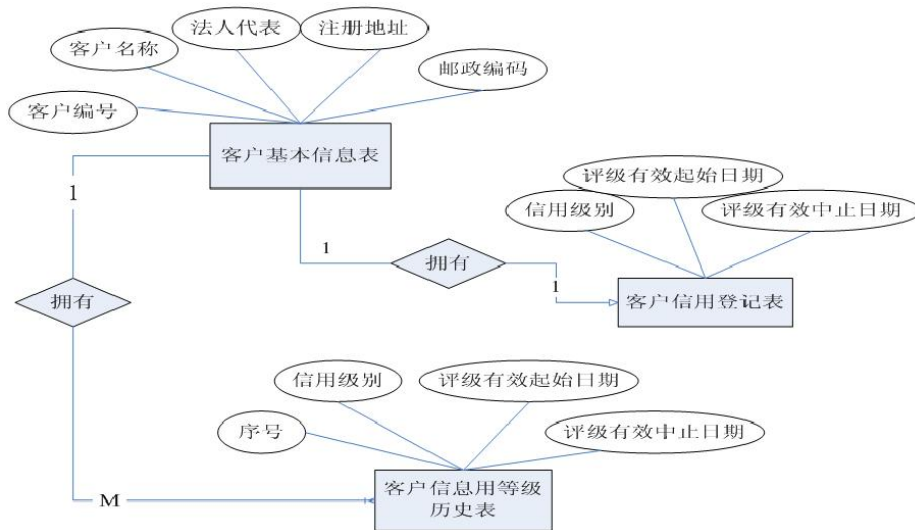 法人代表
注册地址
客户名称
邮政编码
客户编号
客户基本信息表
1
评级有效起始日期
信用级别
评级有效中止日期
1
拥有
1
客户信用登记表
拥有
信用级别
评级有效起始日期
序号
评级有效中止日期
M
客户信息用等级
历史表